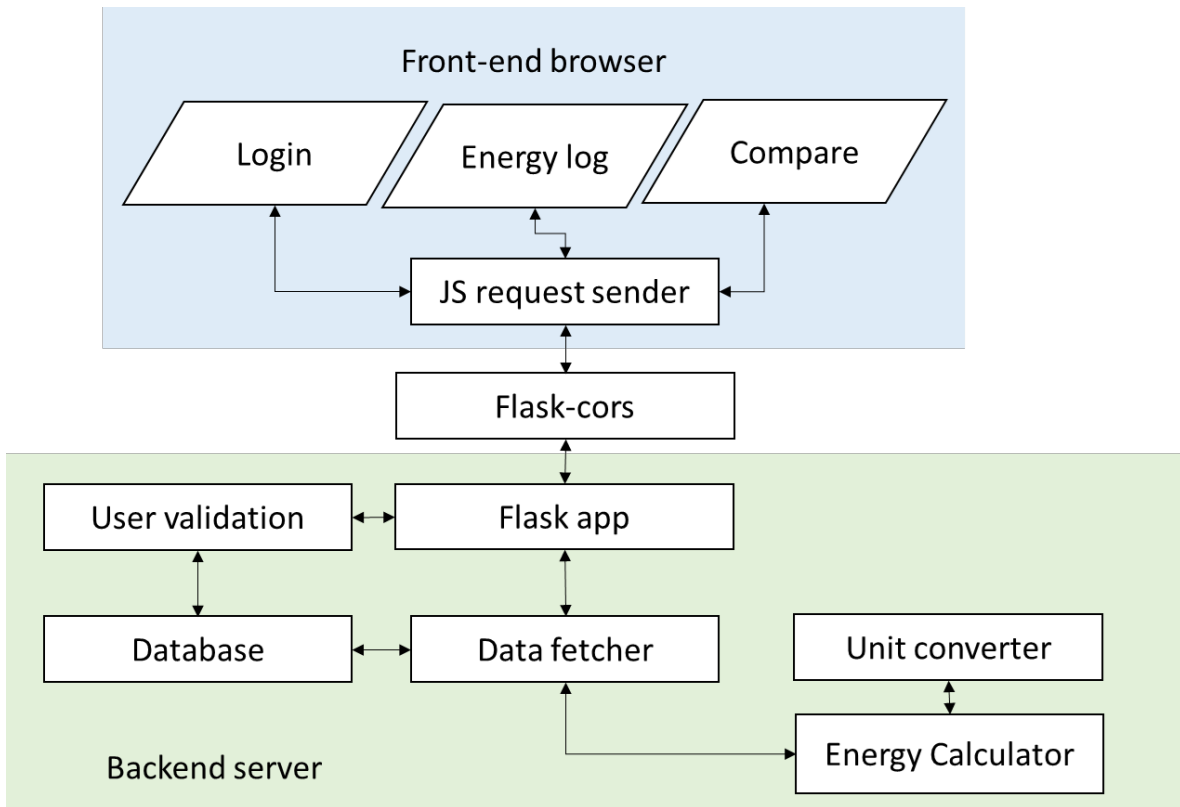 Front-end browser
Login
Energy log
Compare
JS request sender
Flask-cors
User validation
Flask app
Database
Data fetcher
Unit converter
Energy Calculator
Backend server